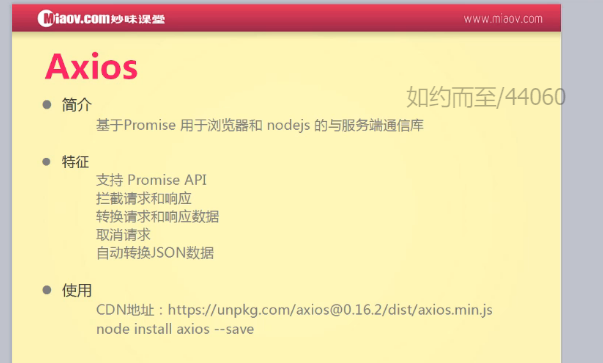 Miaov.com妙味课堂
www.miaov.com
Axios
如约而至/44060
简介
基于Promise 用于浏览器和 nodejs 的与服务端通信库
特征
支持 Promise API
拦截请求和响应
转换请求和响应数据
取消请求
自动转换JSON数据
使用
CDN地址：https://unpkg.com/axios@0.16.2/dist/axios.min.js
node install axios --save